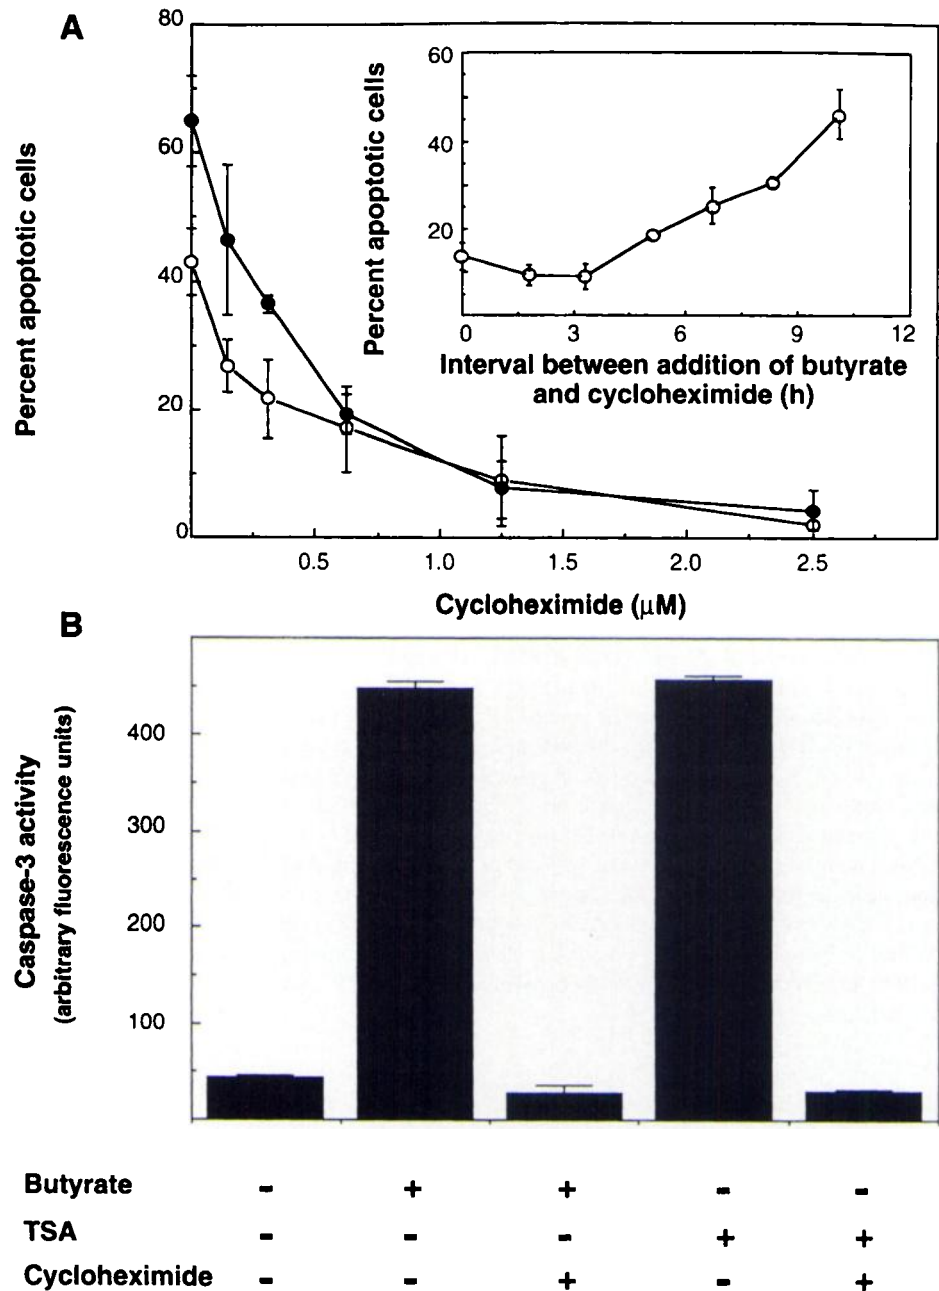 A
80
60
40
20
0
Percent apoptotic cells
0.5 1.0 1.5 2.0 2.5
Cycloheximide (μM)
60
40
20
Percent apoptotic cells
0 3 6 9 12
Interval between addition of butyrate
and cycloheximide (h)
B
400
300
200
100
Caspase-3 activity
(arbitrary fluorescence units)
Butyrate - + + - -
TSA - - - + +
Cycloheximide - - + - +